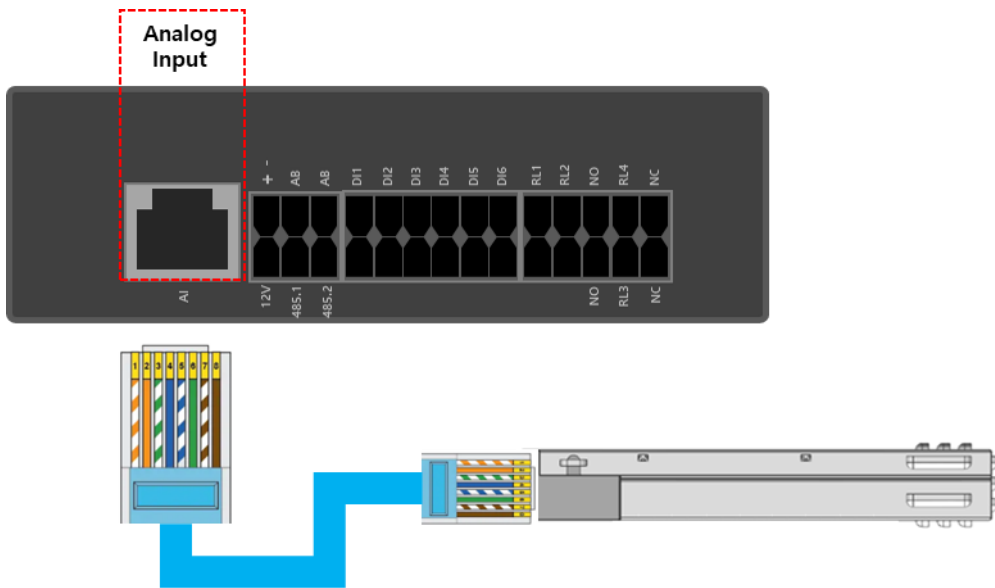 Analog
Input
+ -
AB
AB
DI1
DI2
DI3
DI4
DI5
DI6
RL1
RL2
NO
RL4
NC
AI
12V
485.1
485.2
NO
RL3
NC
1 2 3 4 5 6 7 8